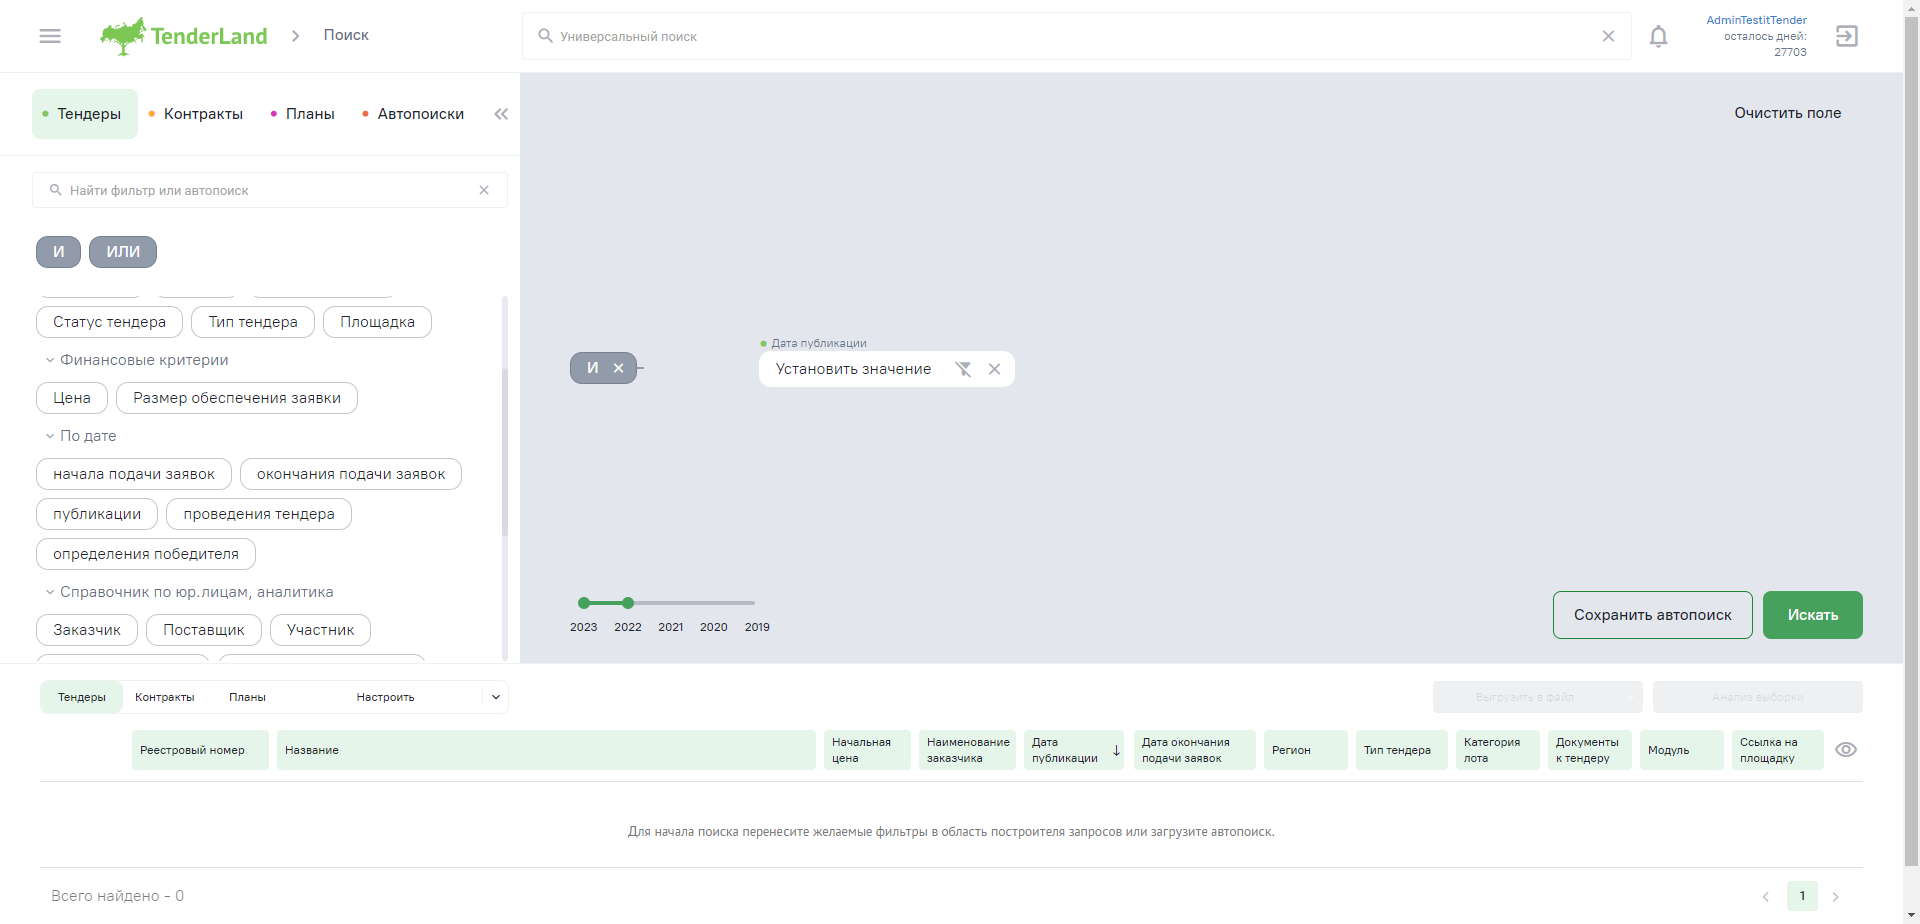 TenderLand
Поиск
Универсальный поиск
AdminTestitTender
осталось дней:
27703
Тендеры
Контракты
Планы
Автопоиски
Очистить поле
Найти фильтр или автопоиск
И
ИЛИ
Статус тендера
Тип тендера
Площадка
Финансовые критерии
Цена
Размер обеспечения заявки
По дате
начала подачи заявок
окончания подачи заявок
публикации
проведения тендера
определения победителя
Справочник по юр.лицам, аналитика
Заказчик
Поставщик
Участник
И
Дата публикации
Установить значение
2023 2022 2021 2020 2019
Сохранить автопоиск
Искать
Тендеры
Контракты
Планы
Настроить
Выгрузить в файл
Анализ выборки
Реестровый номер
Название
Начальная
цена
Наименование
заказчика
Дата
публикации
Дата окончания
подачи заявок
Регион
Тип тендера
Категория
лота
Документы
к тендеру
Модуль
Ссылка на
площадку
Для начала поиска перенесите желаемые фильтры в область построителя запросов или загрузите автопоиск.
Всего найдено - 0
1